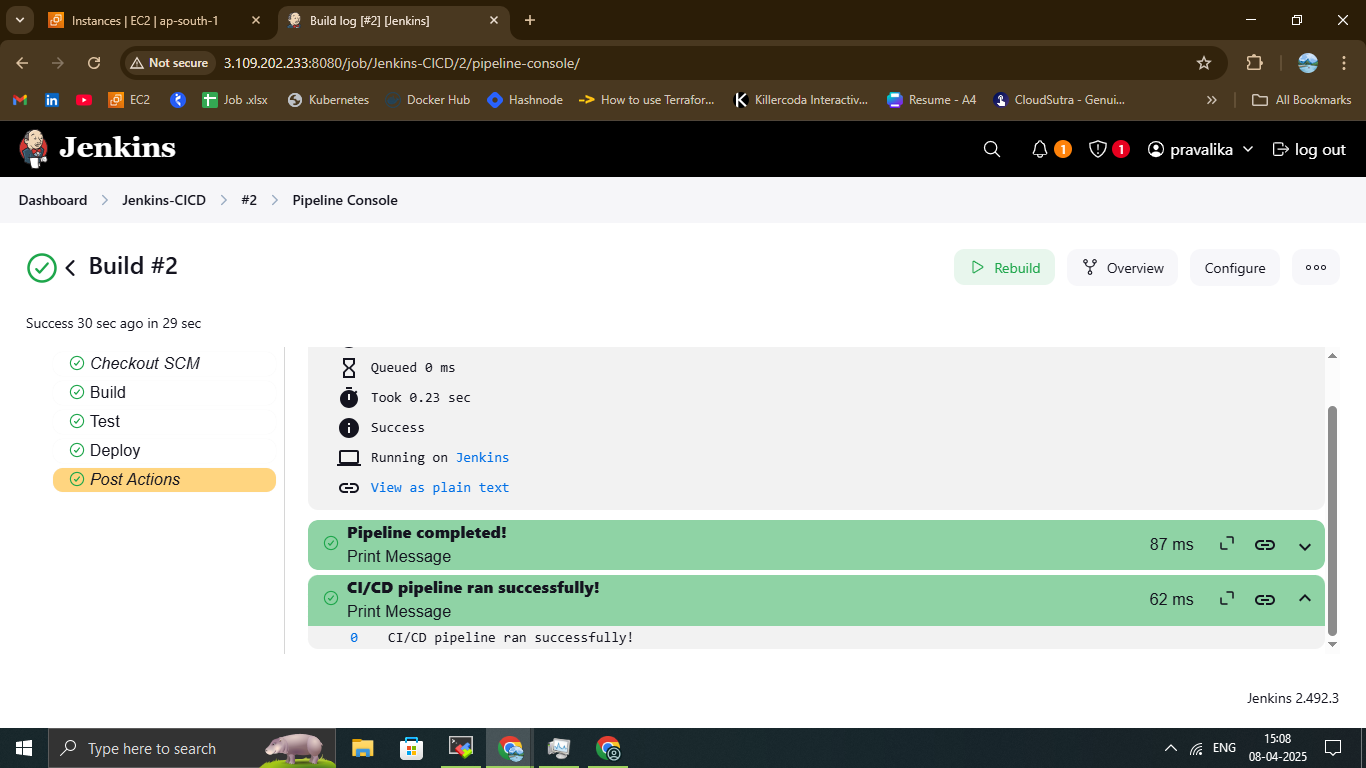 Instances | EC2 | ap-south-1
Build log [#2] [Jenkins]
Not secure
3.109.202.233:8080/job/Jenkins-CICD/2/pipeline-console/
EC2
Job .xlsx
Kubernetes
Docker Hub
Hashnode
How to use Terrafor...
Killercoda Interactiv...
Resume - A4
CloudSutra - Genui...
All Bookmarks
Jenkins
1
1
pravalika
log out
Dashboard
Jenkins-CICD
#2
Pipeline Console
Build #2
Rebuild
Overview
Configure
Success 30 sec ago in 29 sec
Checkout SCM
Build
Test
Deploy
Post Actions
Queued 0 ms
Took 0.23 sec
Success
Running on Jenkins
View as plain text
Pipeline completed!
Print Message
87 ms
CI/CD pipeline ran successfully!
Print Message
62 ms
0 CI/CD pipeline ran successfully!
Jenkins 2.492.3
Type here to search
ENG
15:08
08-04-2025